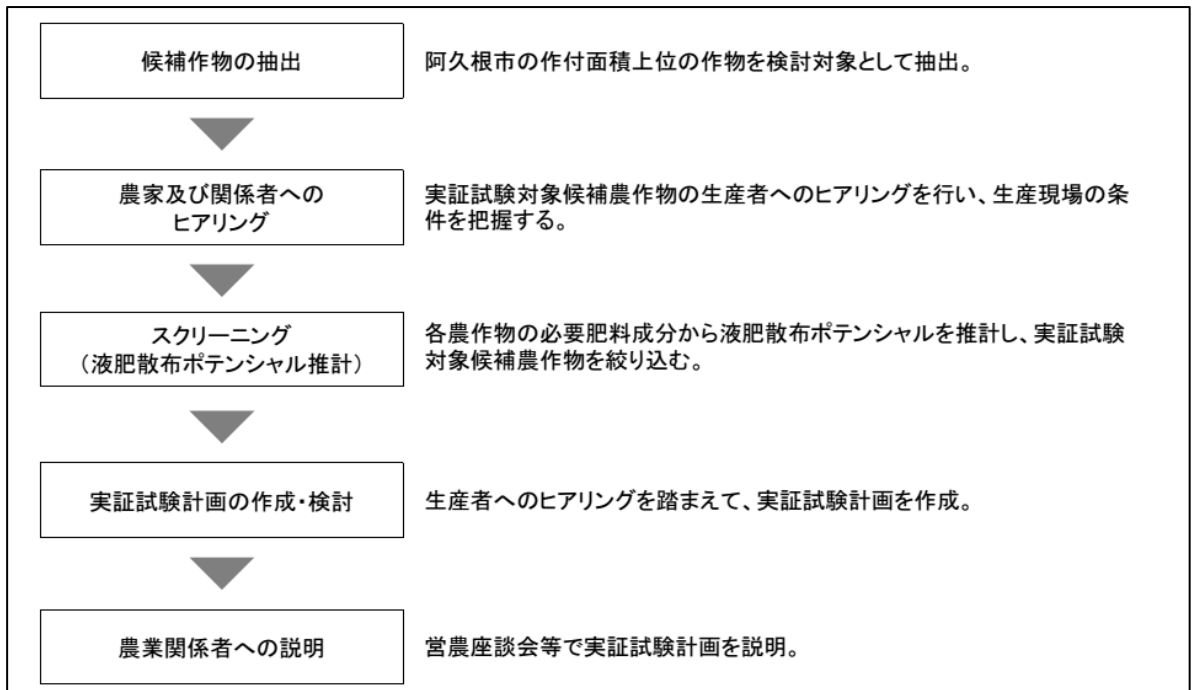 候補作物の抽出
阿久根市の作付面積上位の作物を検討対象として抽出。
農家及び関係者への
ヒアリング
実証試験対象候補農作物の生産者へのヒアリングを行い、生産現場の条
件を把握する。
スクリーニング
（液肥散布ポテンシャル推計）
各農作物の必要肥料成分から液肥散布ポテンシャルを推計し、実証試験
対象候補農作物を絞り込む。
実証試験計画の作成・検討
生産者へのヒアリングを踏まえて、実証試験計画を作成。
農業関係者への説明
営農座談会等で実証試験計画を説明。